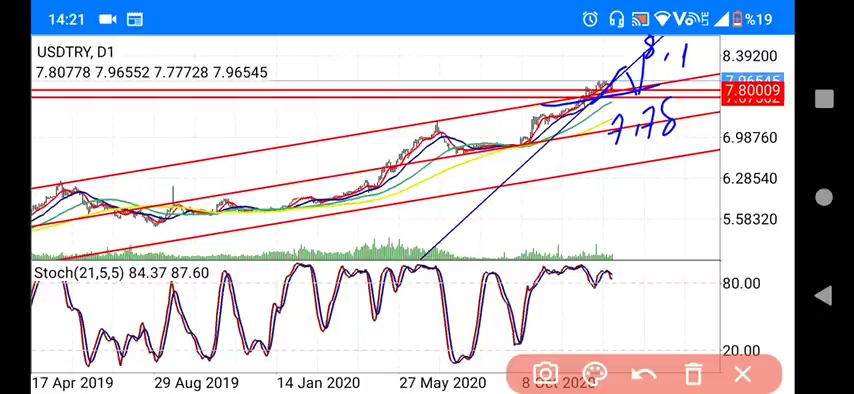 14:21 %19
USDTRY, D1
7.80778 7.96552 7.77728 7.96545
8.1
8.39200
7.96545
7.80009
7.78
6.98760
6.28540
5.58320
Stoch(21,5,5) 84.37 87.60
80.00
20.00
17 Apr 2019 29 Aug 2019 14 Jan 2020 27 May 2020 8 Oct 2020